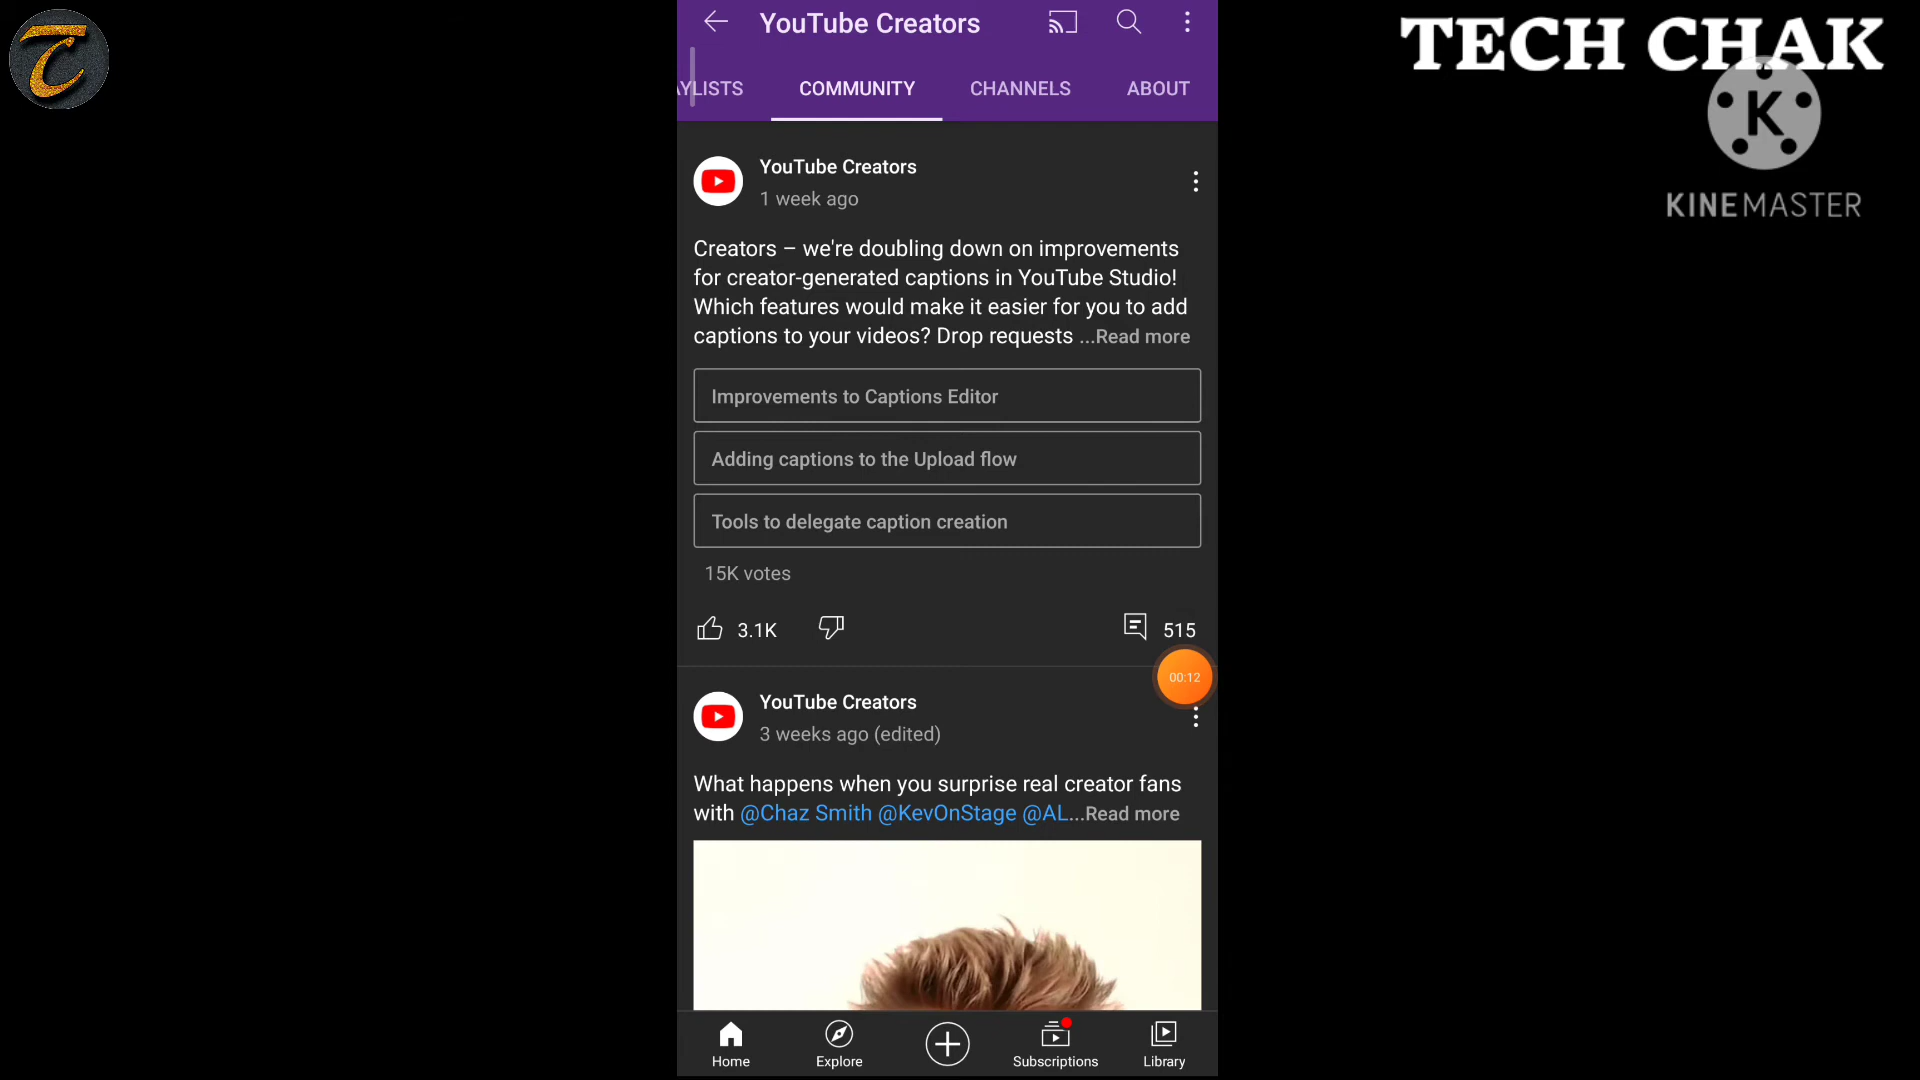 YouTube Creators
TECH CHAK
AYLISTS COMMUNITY CHANNELS ABOUT
K
KINEMASTER
YouTube Creators
1 week ago
Creators – we're doubling down on improvements
for creator-generated captions in YouTube Studio!
Which features would make it easier for you to add
captions to your videos? Drop requests ...Read more
Improvements to Captions Editor
Adding captions to the Upload flow
Tools to delegate caption creation
15K votes
3.1K 515
00:12
YouTube Creators
3 weeks ago (edited)
What happens when you surprise real creator fans
with @Chaz Smith @KevOnStage @AL...Read more
Home Explore Subscriptions Library